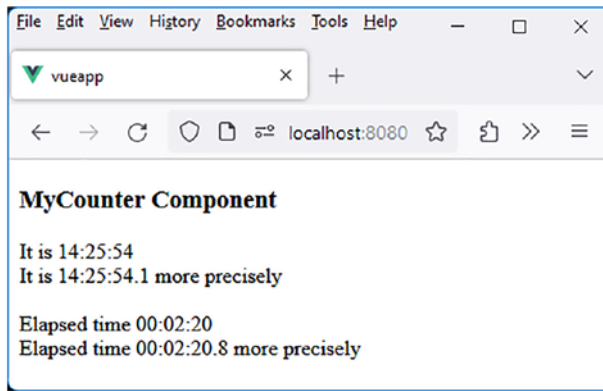 File Edit View History Bookmarks Tools Help
vueapp
localhost:8080
MyCounter Component
It is 14:25:54
It is 14:25:54.1 more precisely
Elapsed time 00:02:20
Elapsed time 00:02:20.8 more precisely